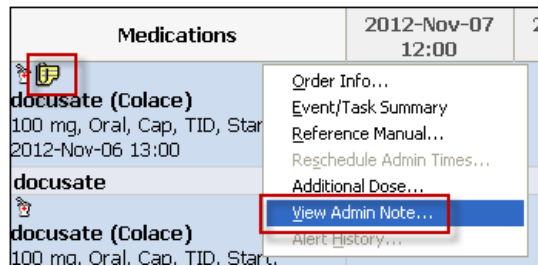 Medications
2012-Nov-07
12:00
2
docusate (Colace)
100 mg, Oral, Cap, TID, Star
2012-Nov-06 13:00
docusate
docusate (Colace)
100 mg, Oral, Cap, TID, Start,
Order Info...
Event/Task Summary
Reference Manual...
Reschedule Admin Times...
Additional Dose...
View Admin Note...
Alert History...